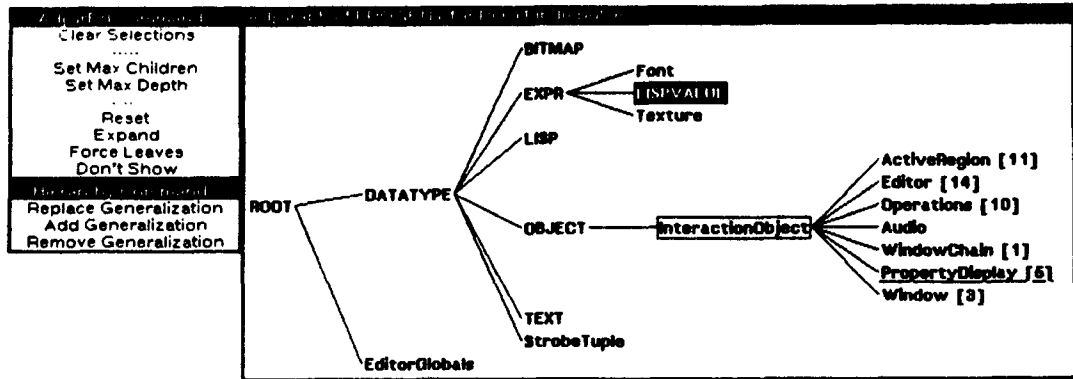 Clear Selections
.....
Set Max Children
Set Max Depth
Reset
Expand
Force Leaves
Don't Show
Replace Generalization
Add Generalization
Remove Generalization
ROOT
DATATYPE
EditorGlobals
BITMAP
EXPR
LISP
OBJECT
TEXT
StrobeTuple
Font
LISPVALUE
Texture
InteractionObject
ActiveRegion [11]
Editor [14]
Operations [10]
Audio
WindowChain [1]
PropertyDisplay [5]
Window [3]